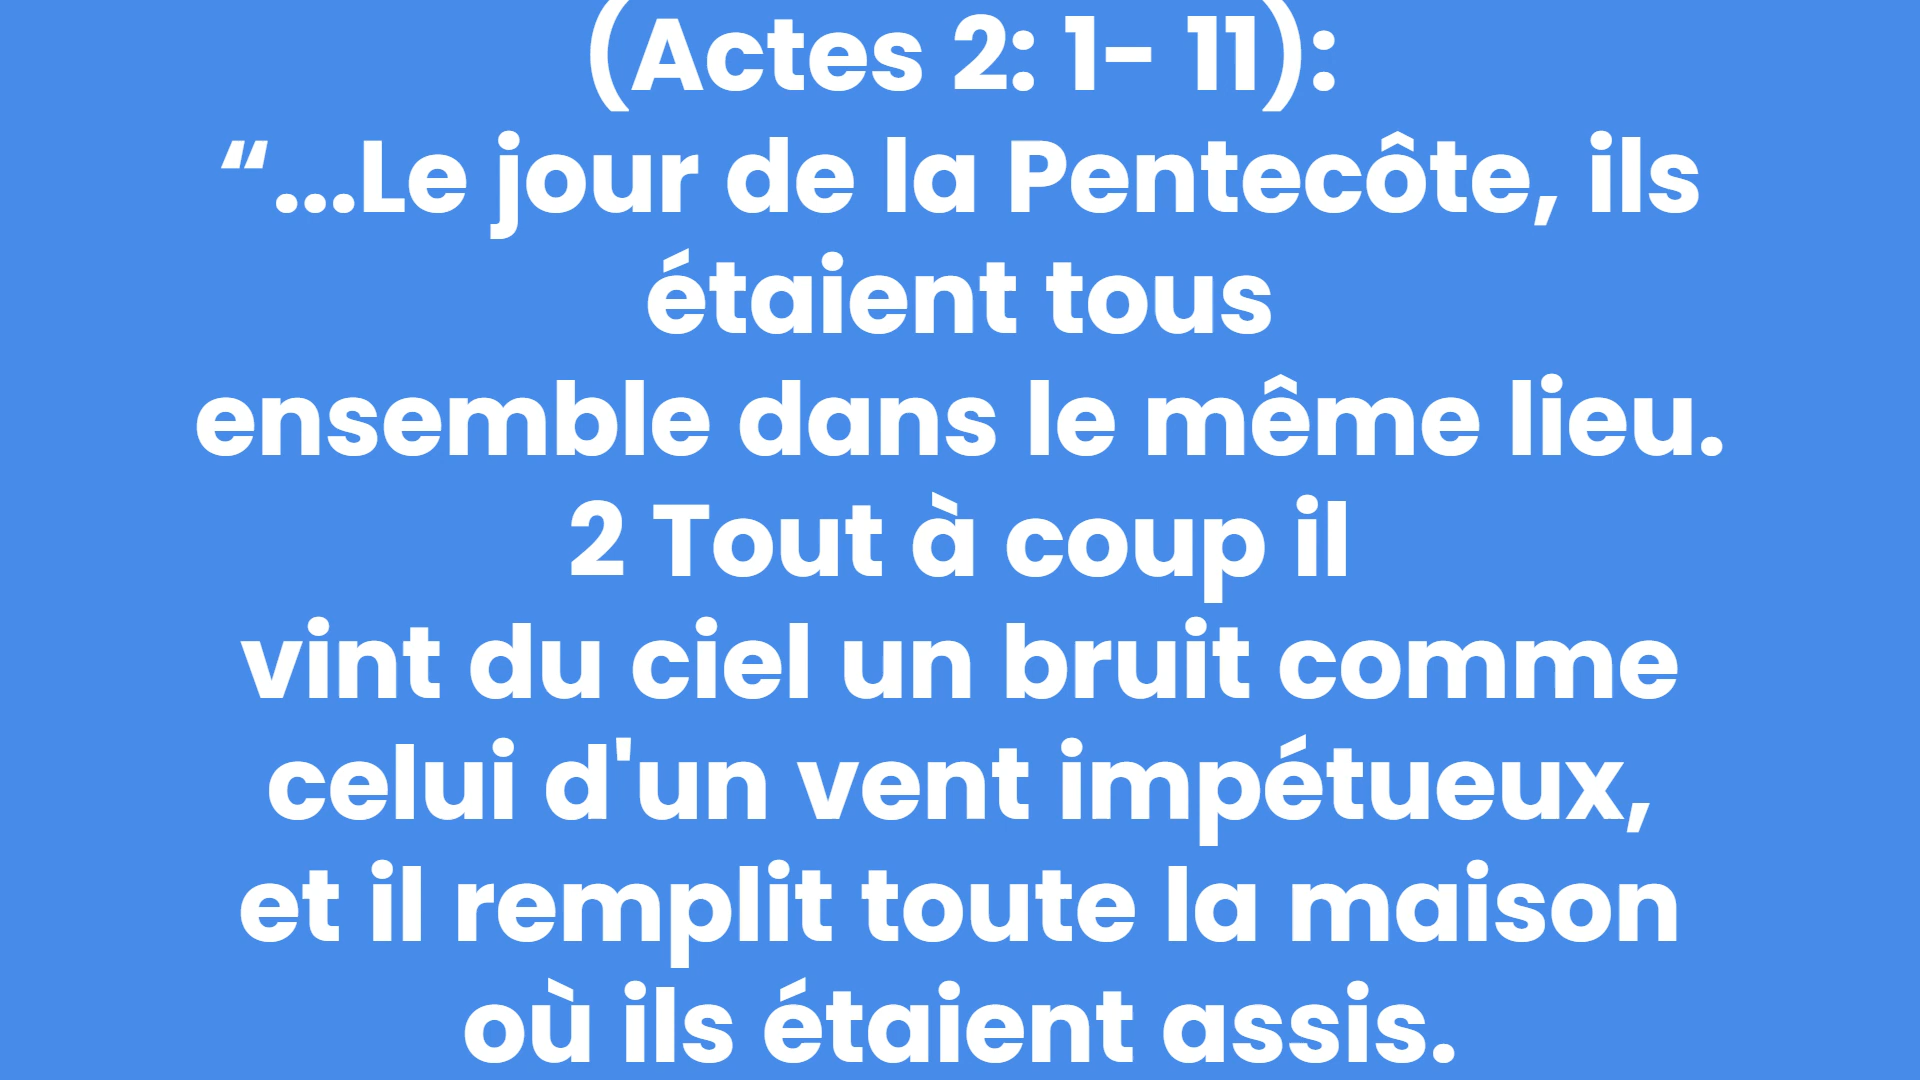 (Actes 2: 1- 11):
“...Le jour de la Pentecôte, ils
étaient tous
ensemble dans le même lieu.
2 Tout à coup il
vint du ciel un bruit comme
celui d'un vent impétueux,
et il remplit toute la maison
où ils étaient assis.